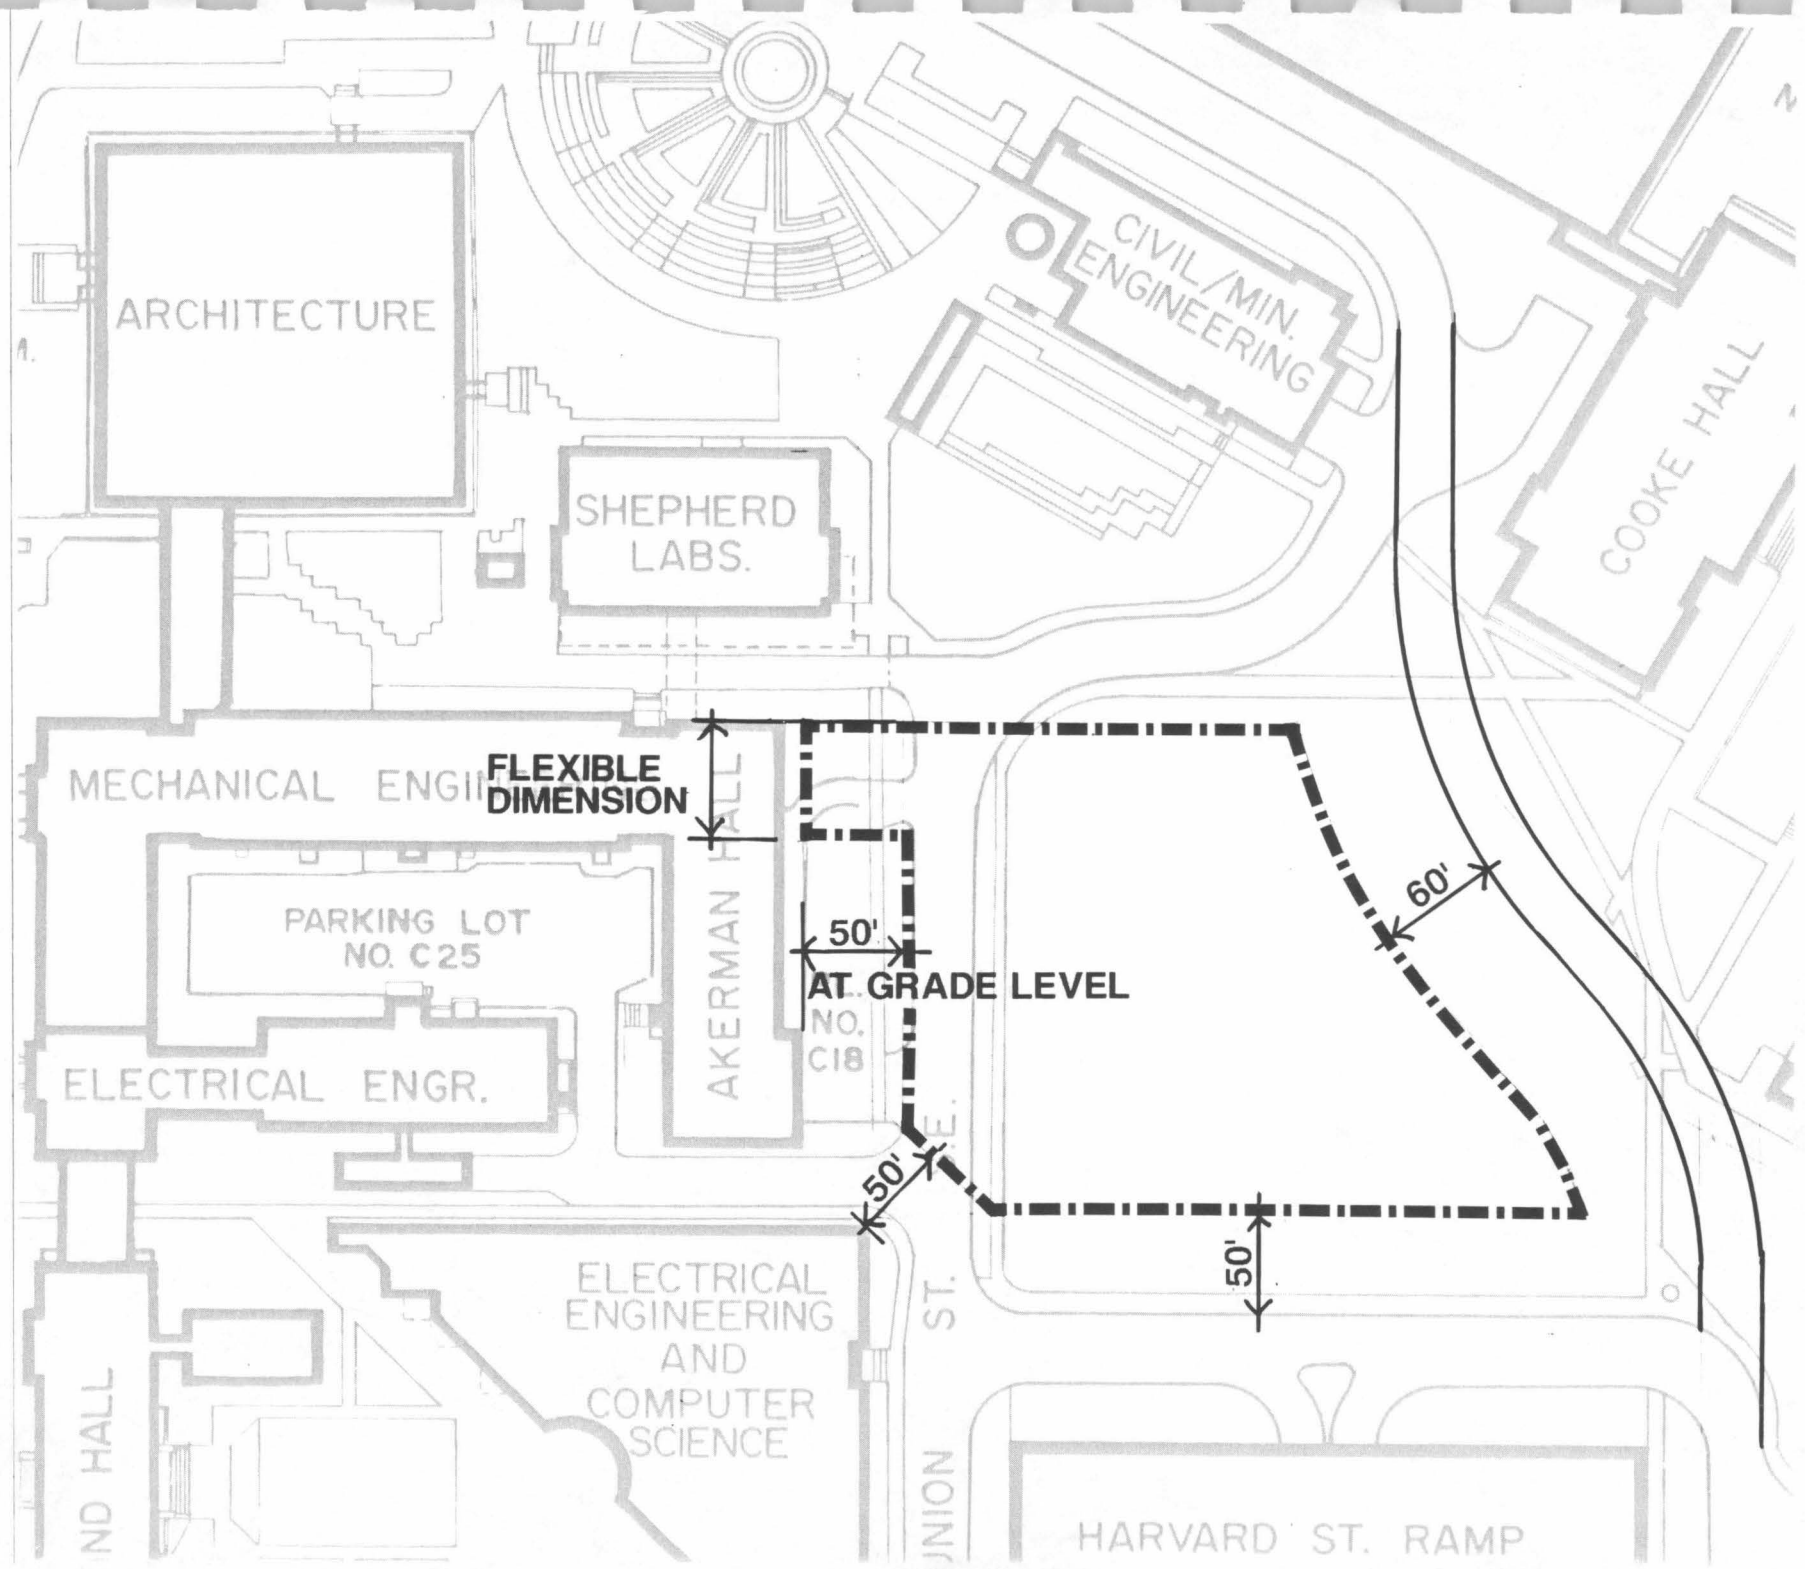 ARCHITECTURE
CIVIL/MIN.
ENGINEERING
COOKE HALL
SHEPHERD
LABS.
MECHANICAL
FLEXIBLE
DIMENSION
AKERMAN HALL
PARKING LOT
NO. C25
50'
AT GRADE LEVEL
NO.
C18
60'
ELECTRICAL ENGR.
50'
50'
ELECTRICAL
ENGINEERING
AND
COMPUTER
SCIENCE
UNION ST.
HALL
HARVARD ST. RAMP